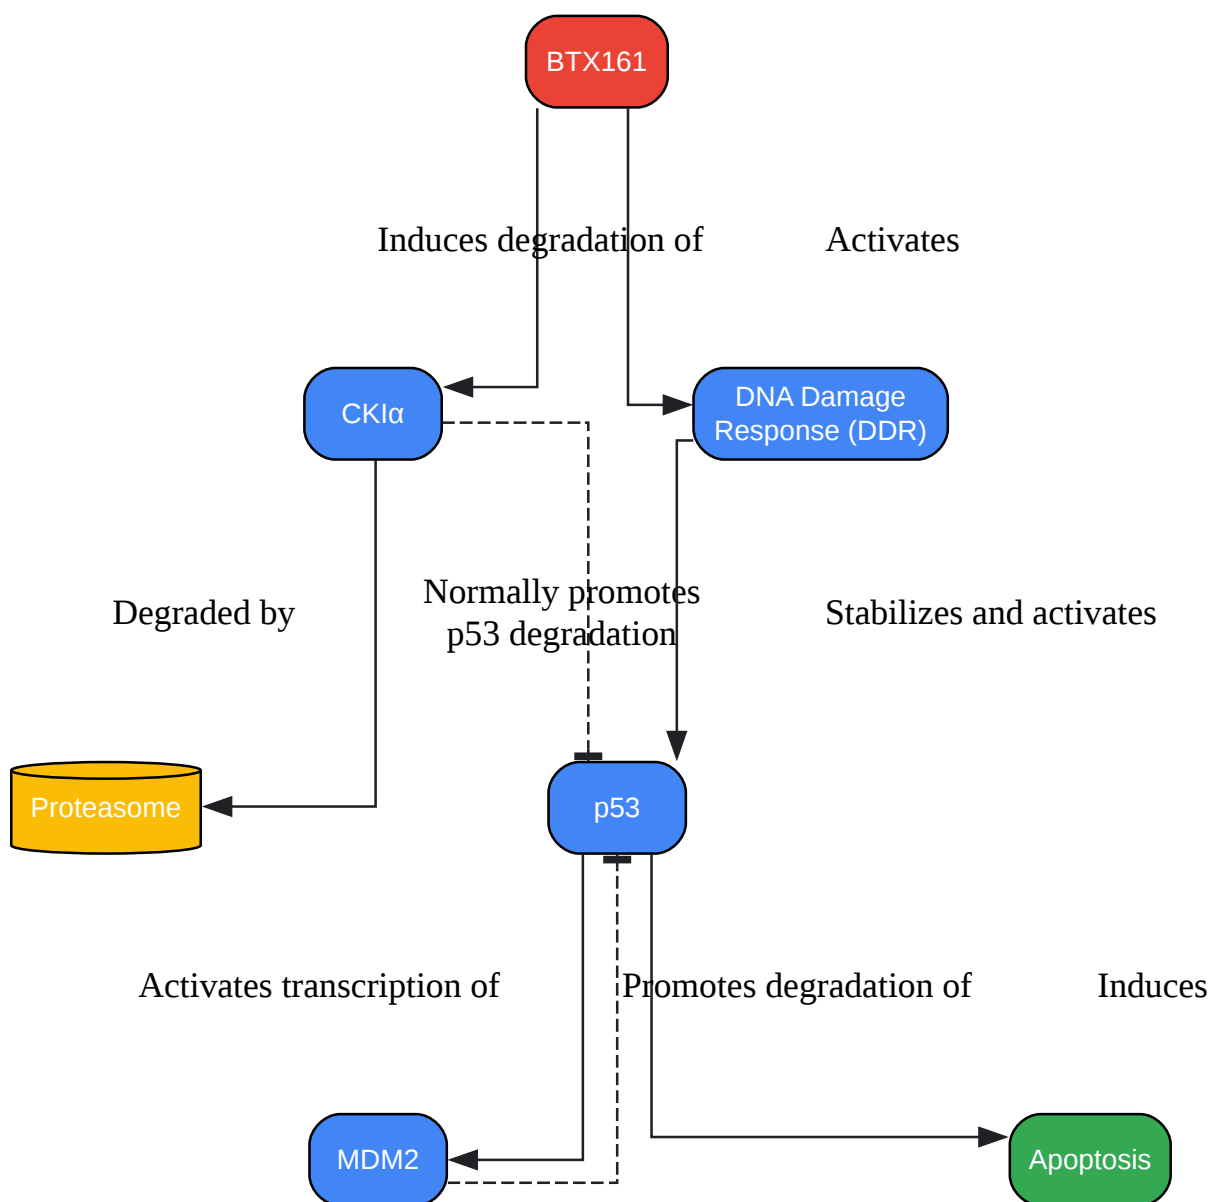 BTX161
Induces degradation of
Activates
CKIα
DNA Damage
Response (DDR)
Degraded by
Normally promotes
p53 degradation
Stabilizes and activates
Proteasome
p53
Activates transcription of
Promotes degradation of
Induces
MDM2
Apoptosis